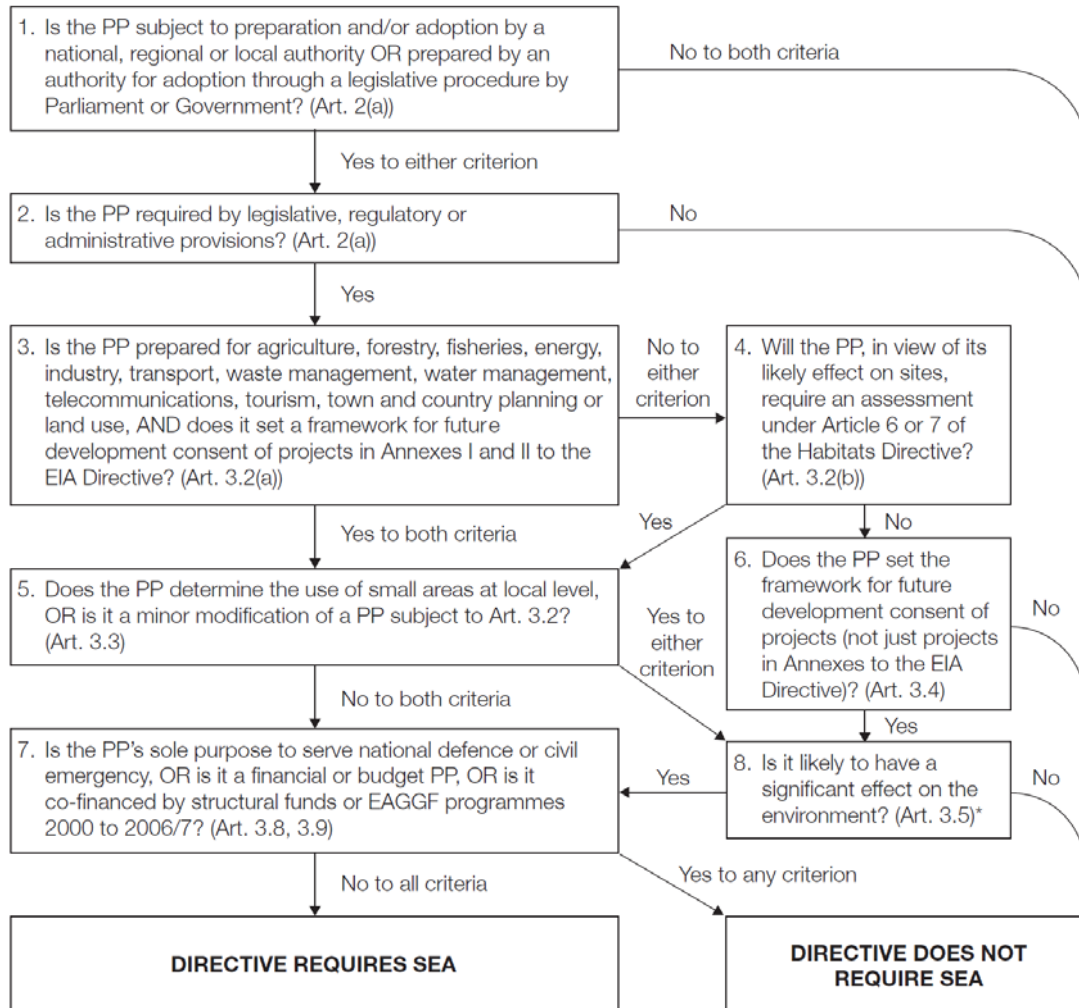 1. Is the PP subject to preparation and/or adoption by a
national, regional or local authority OR prepared by an
authority for adoption through a legislative procedure by
Parliament or Government? (Art. 2(a))
No to both criteria
Yes to either criterion
2. Is the PP required by legislative, regulatory or
administrative provisions? (Art. 2(a))
No
Yes
3. Is the PP prepared for agriculture, forestry, fisheries, energy,
industry, transport, waste management, water management,
telecommunications, tourism, town and country planning or
land use, AND does it set a framework for future
development consent of projects in Annexes I and II to the
EIA Directive? (Art. 3.2(a))
No to
either
criterion
4. Will the PP, in view of its
likely effect on sites,
require an assessment
under Article 6 or 7 of
the Habitats Directive?
(Art. 3.2(b))
Yes to both criteria
Yes
No
5. Does the PP determine the use of small areas at local level,
OR is it a minor modification of a PP subject to Art. 3.2?
(Art. 3.3)
Yes to
either
criterion
6. Does the PP set the
framework for future
development consent of
projects (not just projects
in Annexes to the EIA
Directive)? (Art. 3.4)
No
No to both criteria
Yes
7. Is the PP's sole purpose to serve national defence or civil
emergency, OR is it a financial or budget PP, OR is it
co-financed by structural funds or EAGGF programmes
2000 to 2006/7? (Art. 3.8, 3.9)
Yes
8. Is it likely to have a
significant effect on the
environment? (Art. 3.5)*
No
No to all criteria
Yes to any criterion
DIRECTIVE REQUIRES SEA
DIRECTIVE DOES NOT
REQUIRE SEA